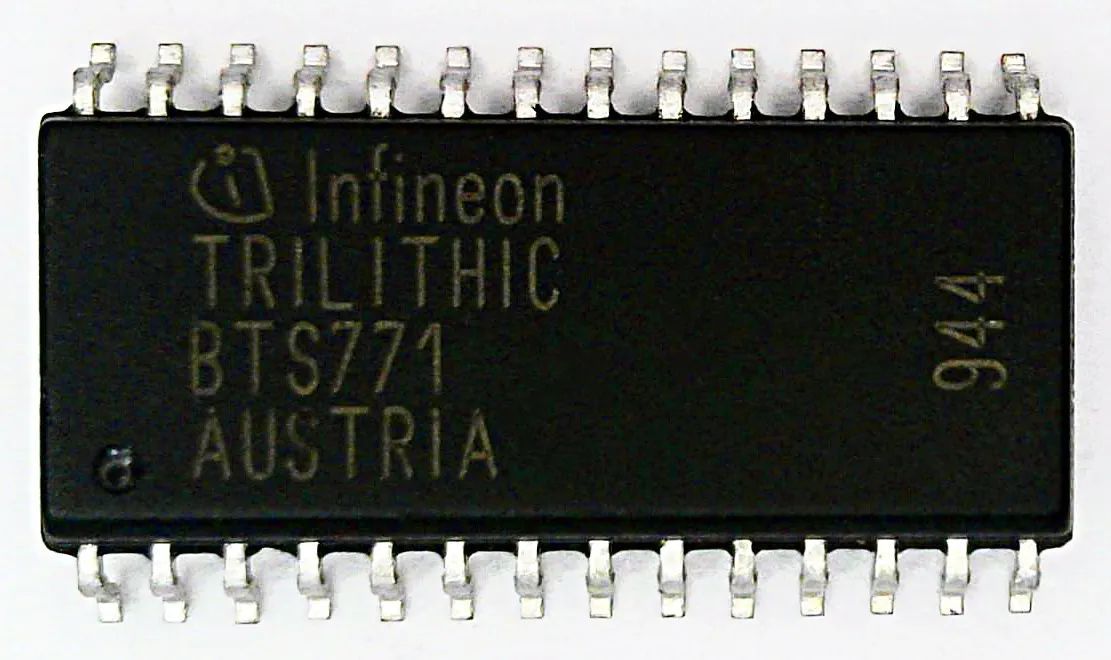 Infineon
TRILITHIC
BTS771
AUSTRIA
944